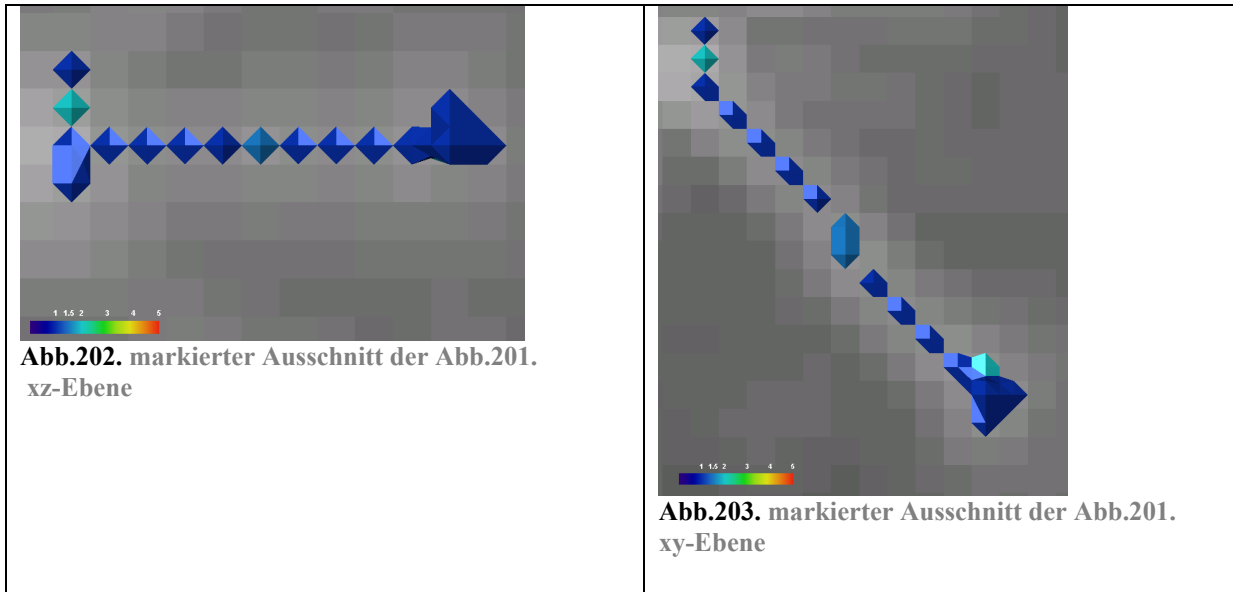 1 1.5 2 3 4 5
Abb.202. markierter Ausschnitt der Abb.201.
xz-Ebene
1 1.5 2 3 4 5
Abb.203. markierter Ausschnitt der Abb.201.
xy-Ebene